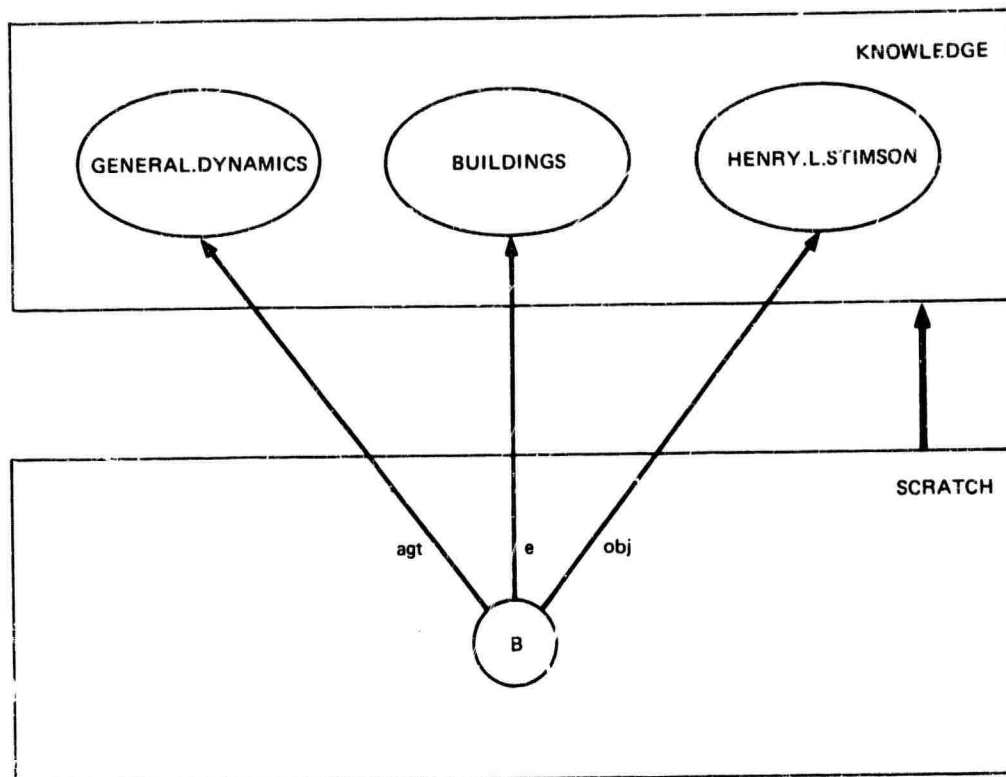 KNOWLEDGE
GENERAL.DYNAMICS
BUILDINGS
HENRY.L.STIMSON
SCRATCH
agt
e
obj
B